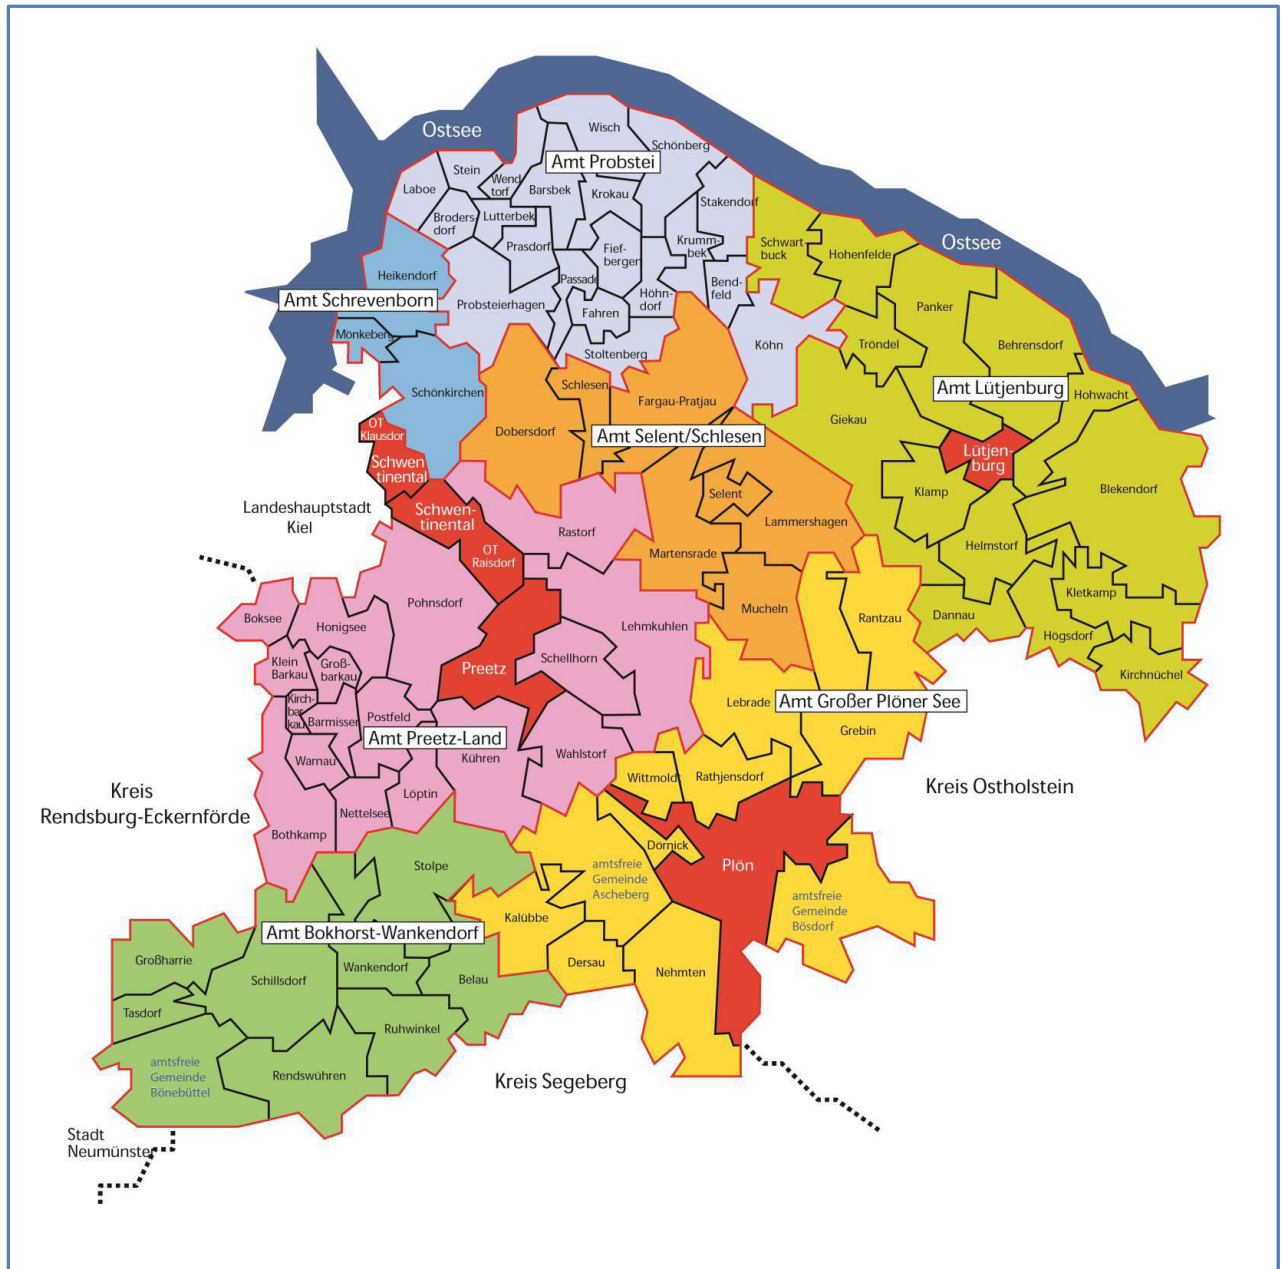 Ostsee
Wisch
Schönberg
Amt Probstei
Stein
Wend
torf
Laboe
Barsbek
Krokau
Stakendorf
Broders-
dorf
Lutterbek
Prasdorf
Fief-
bergen
Krumm-
bek
Schwart-
buck
Hohenfelde
Ostsee
Heikendorf
Passade
Bend-
feld
Höhn-
dorf
Amt Schrevenborn
Probsteierhagen
Fahren
Panker
Mönkeberg
Stoltenberg
Köhn
Tröndel
Behrensdorf
Schönkirchen
Schlesen
Fargau-Pratjau
Amt Lütjenburg
Hohwacht
OT
Klausdor
Dobersdorf
Amt Selent/Schlesen
Giekau
Lütjen-
burg
Schwen
tinental
Landeshauptstadt
Kiel
Schwen-
tinental
Selent
Klamp
Blekendorf
Rastorf
Lammershagen
OT
Raisdorf
Martensrade
Helmstorf
Boksee
Honigsee
Pohnsdorf
Lehmkuhlen
Mucheln
Rantzau
Dannau
Kletkamp
Högsdorf
Klein
Barkau
Groß-
barkau
Preetz
Schellhorn
Kirchnüchel
Kirch-
bar
kau
Barmissen
Postfeld
Lebrade
Amt Großer Plöner See
Amt Preetz-Land
Grebin
Warnau
Kühren
Wahlstorf
Wittmoldt
Rathjensdorf
Kreis
Rendsburg-Eckernförde
Kreis Ostholstein
Löptin
Nettelsee
Bothkamp
Dörnick
Stolpe
Plön
amtsfreie
Gemeinde
Ascheberg
amtsfreie
Gemeinde
Bösdorf
Kalübbe
Amt Bokhorst-Wankendorf
Großharrie
Wankendorf
Dersau
Nehmten
Schillsdorf
Belau
Tasdorf
Ruhwinkel
amtsfreie
Gemeinde
Bönebüttel
Rendswühren
Kreis Segeberg
Stadt
Neumünster